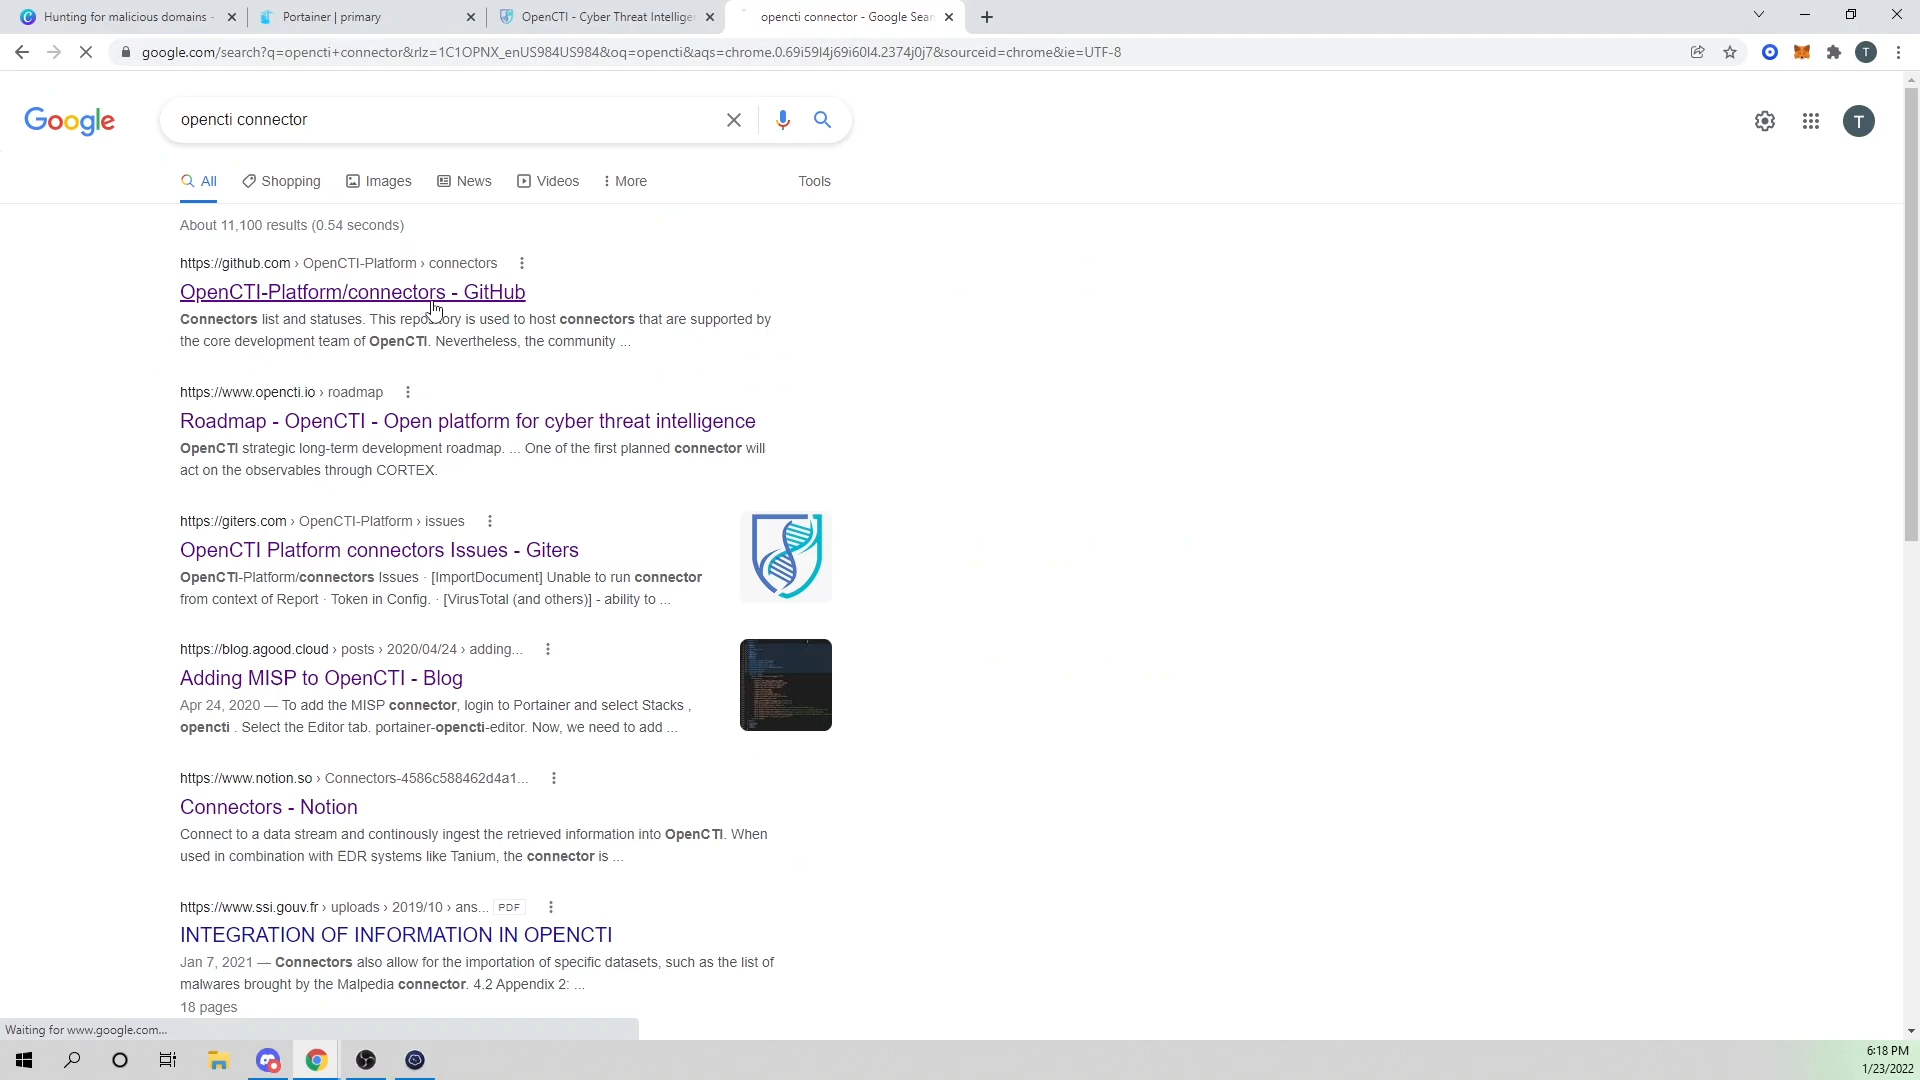 Hunting for malicious domains -
Portainer | primary
OpenCTI - Cyber Threat Intelliger
opencti connector - Google Sear
google.com/search?q=opencti+connector&rlz=1C1OPNX_enUS984US984&oq=opencti&aqs=chrome.0.69i59l4j69i60l4.2374j0j7&sourceid=chrome&ie=UTF-8
T
Google
opencti connector
T
All
Shopping
Images
News
Videos
More
Tools
About 11,100 results (0.54 seconds)
https://github.com › OpenCTI-Platform › connectors
OpenCTI-Platform/connectors - GitHub
Connectors list and statuses. This repository is used to host connectors that are supported by
the core development team of OpenCTI. Nevertheless, the community ...
https://www.opencti.io › roadmap
Roadmap - OpenCTI - Open platform for cyber threat intelligence
OpenCTI strategic long-term development roadmap. ... One of the first planned connector will
act on the observables through CORTEX.
https://giters.com › OpenCTI-Platform › issues
OpenCTI Platform connectors Issues - Giters
OpenCTI-Platform/connectors Issues · [ImportDocument] Unable to run connector
from context of Report · Token in Config. · [VirusTotal (and others)] - ability to ...
https://blog.agood.cloud › posts › 2020/04/24 › adding...
Adding MISP to OpenCTI - Blog
Apr 24, 2020 — To add the MISP connector, login to Portainer and select Stacks ,
opencti . Select the Editor tab. portainer-opencti-editor. Now, we need to add ...
https://www.notion.so › Connectors-4586c588462d4a1...
Connectors - Notion
Connect to a data stream and continously ingest the retrieved information into OpenCTI. When
used in combination with EDR systems like Tanium, the connector is ...
https://www.ssi.gouv.fr › uploads › 2019/10 › ans... PDF
INTEGRATION OF INFORMATION IN OPENCTI
Jan 7, 2021 — Connectors also allow for the importation of specific datasets, such as the list of
malwares brought by the Malpedia connector. 4.2 Appendix 2: ...
18 pages
Waiting for www.google.com...
6:18 PM
1/23/2022